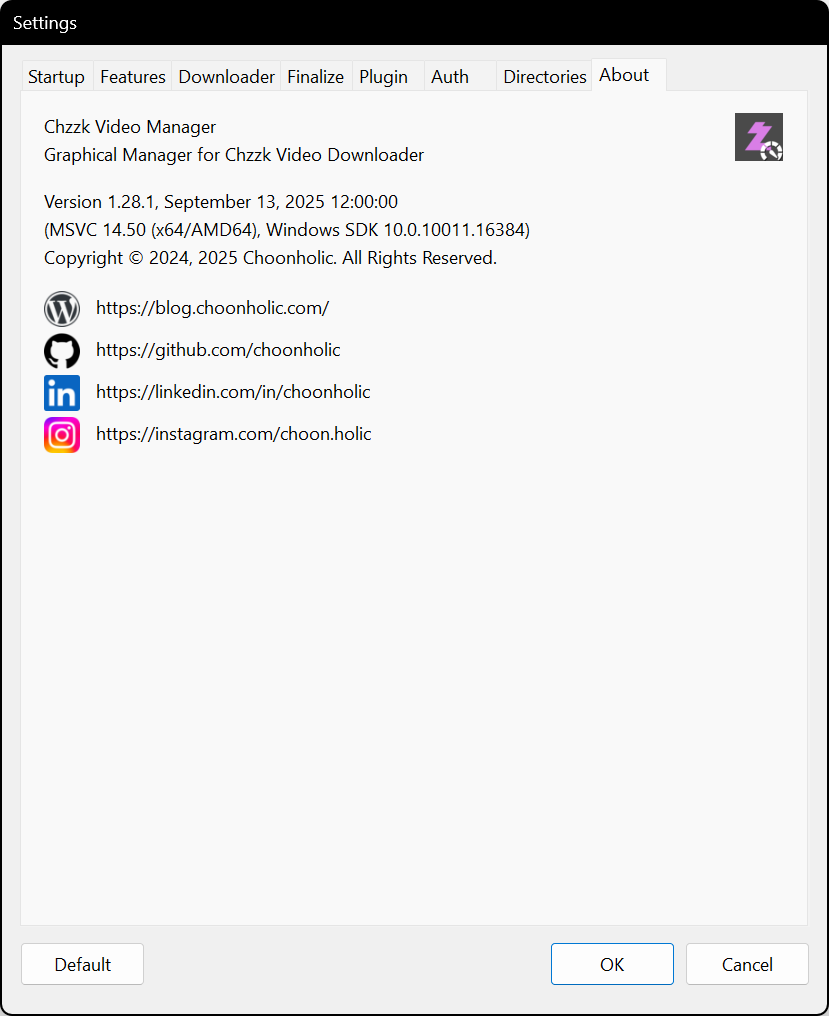 Settings
Startup Features Downloader Finalize Plugin Auth Directories About
Chzzk Video Manager
Graphical Manager for Chzzk Video Downloader
Version 1.28.1, September 13, 2025 12:00:00
(MSVC 14.50 (x64/AMD64), Windows SDK 10.0.10011.16384)
Copyright © 2024, 2025 Choonholic. All Rights Reserved.
https://blog.choonholic.com/
https://github.com/choonholic
https://linkedin.com/in/choonholic
https://instagram.com/choon.holic
Default OK Cancel